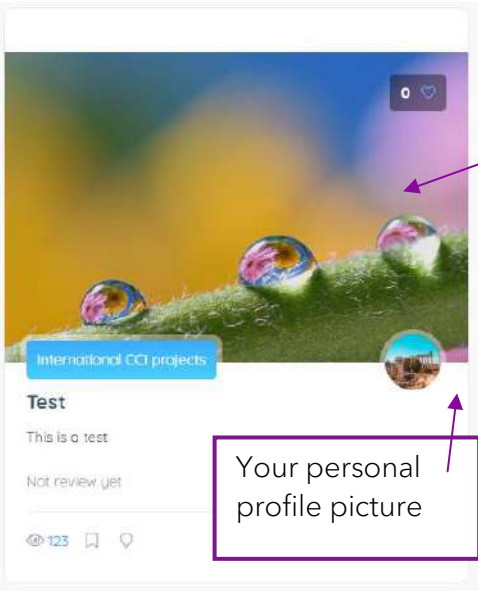 0
International CCI projects
Test
This is a test
Not review yet
Your personal
profile picture
123